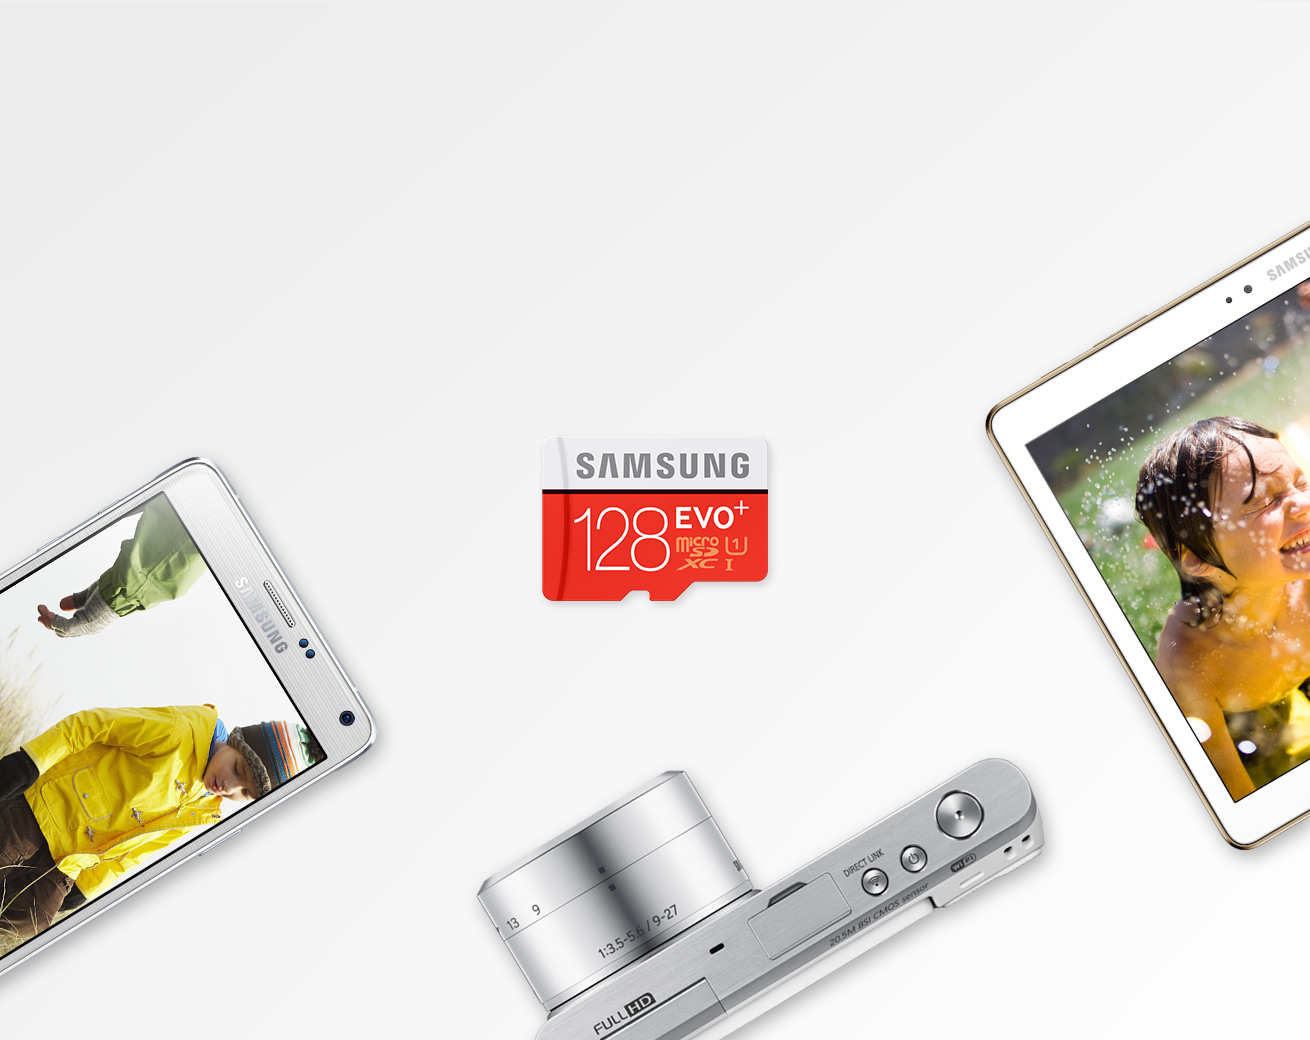 SAMSUNG
128 EVO+
micro
SD
XC I
U1
SAMSUNG
SAMSU
13 9
1:3.5-5.6 / 9-27
FULL HD
DIRECT LINK
Wi Fi
20.5M BSI CMOS sensor